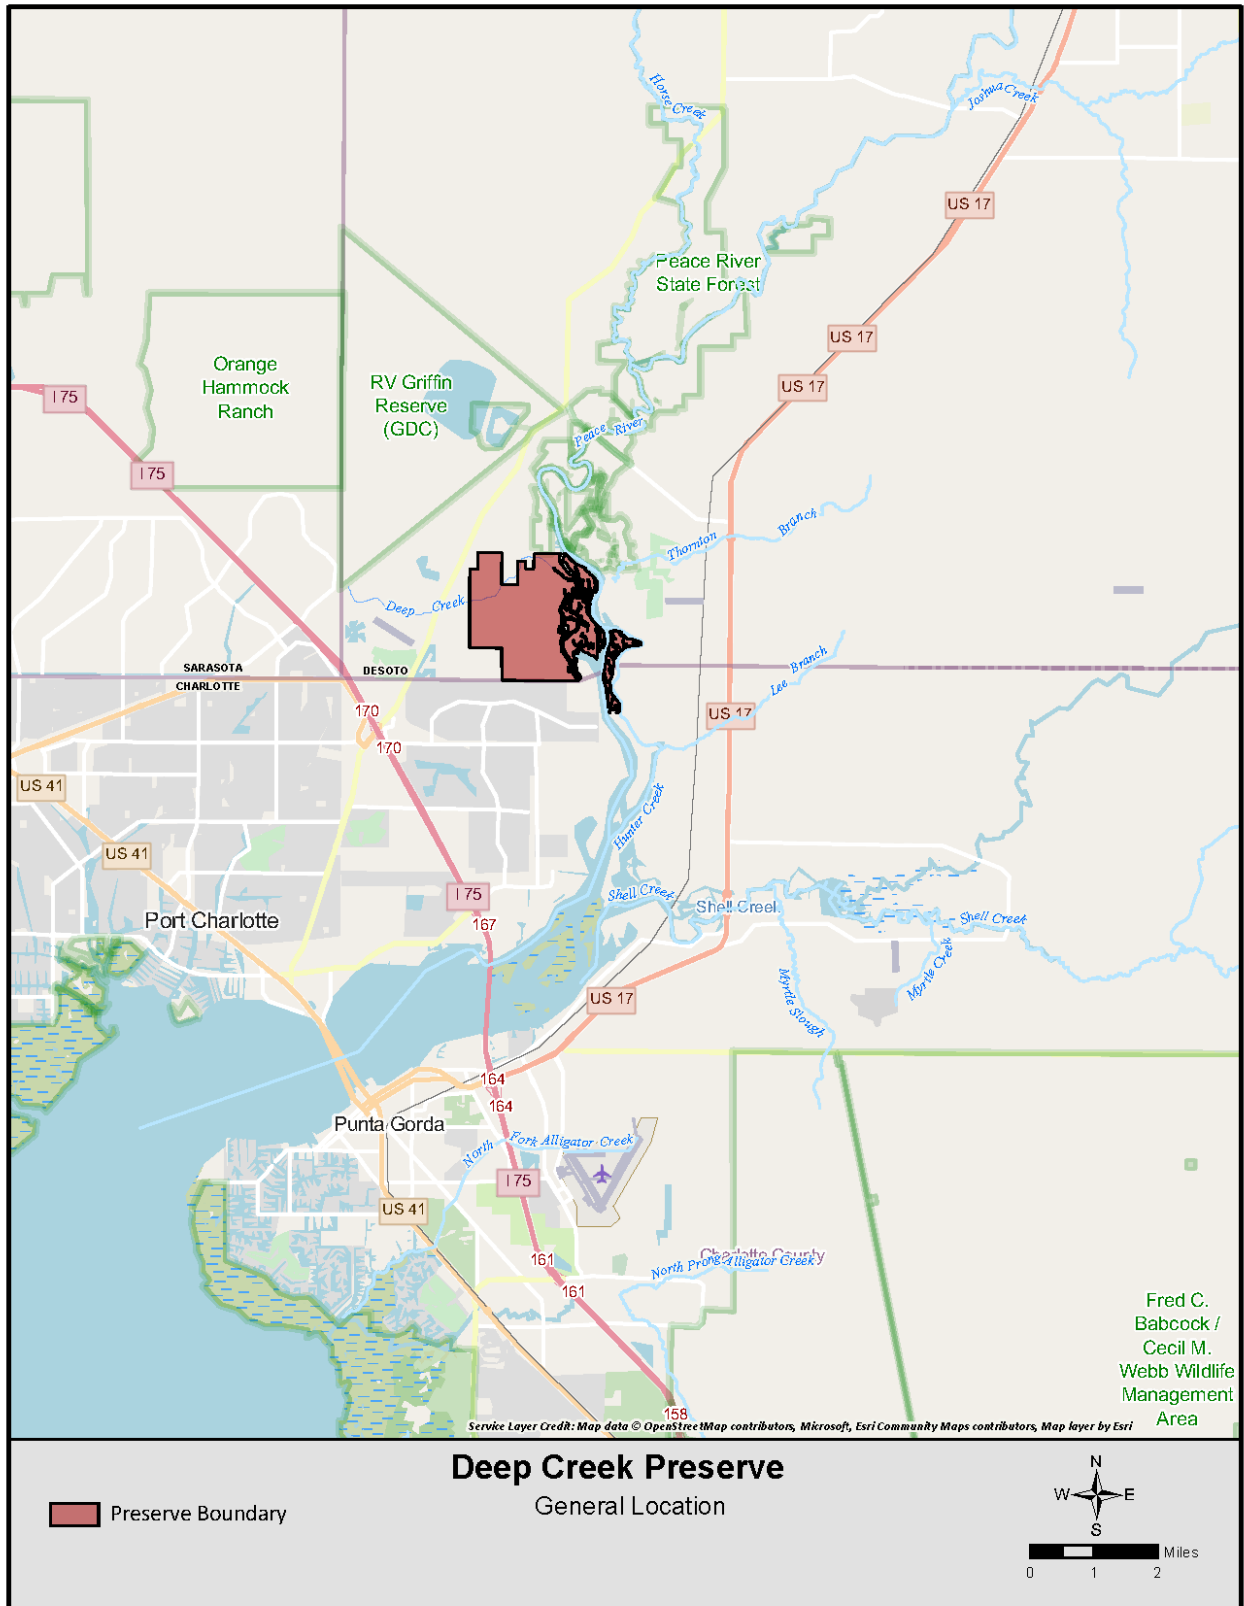 Horse Creek
Joshua Creek
US 17
Peace River
State Forest
US 17
Orange
Hammock
Ranch
RV Griffin
Reserve
(GDC)
US 17
I 75
Peace River
I 75
Thornton Branch
Deep Creek
SARASOTA
DESOTO
CHARLOTTE
Lee Branch
170
US 17
170
US 41
Hunter Creek
US 41
I 75
Shell Creek
Shell Creek
Port Charlotte
167
Shell Creek
Myrtle Creek
Myrtle Slough
US 17
164
164
Punta Gorda
North Fork Alligator Creek
I 75
US 41
Charlotte County
North Prong Alligator Creek
161
161
Fred C.
Babcock /
Cecil M.
Webb Wildlife
Management
Area
158
Service Layer Credit: Map data © OpenStreetMap contributors, Microsoft, Esri Community Maps contributors, Map layer by Esri
Deep Creek Preserve
General Location
Preserve Boundary
N
W E
S
Miles
0 1 2